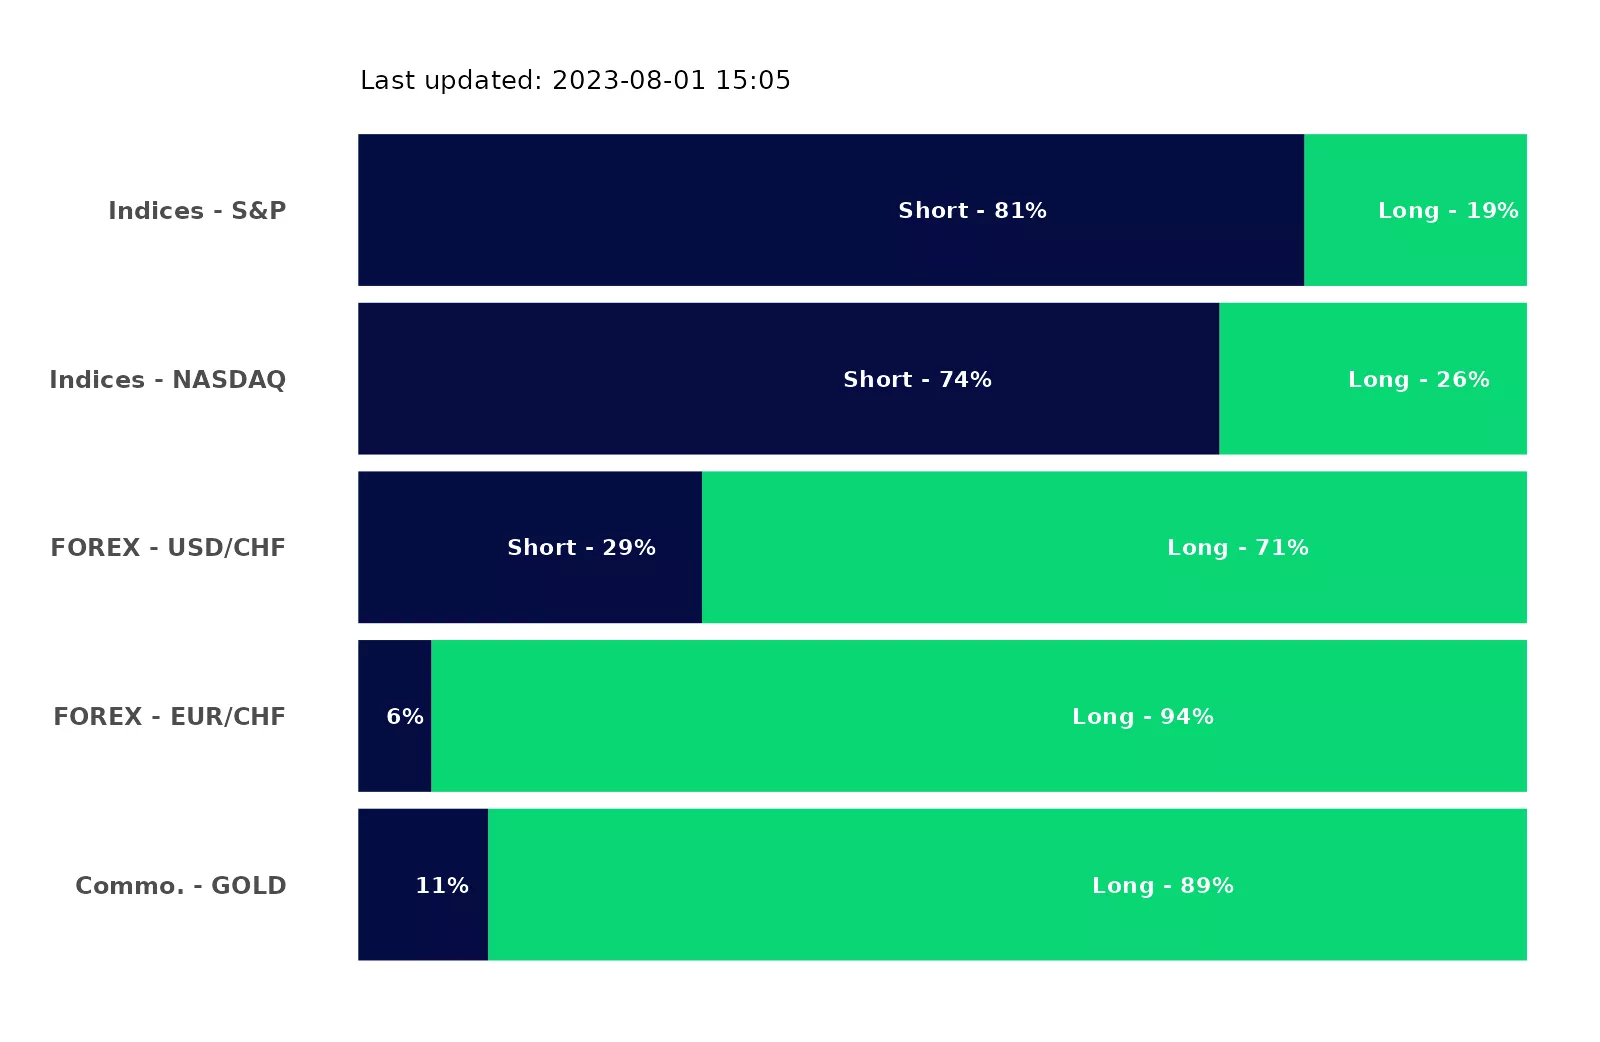 Last updated: 2023-08-01 15:05
Indices - S&P Short - 81% Long - 19%
Indices - NASDAQ Short - 74% Long - 26%
FOREX - USD/CHF Short - 29% Long - 71%
FOREX - EUR/CHF 6% Long - 94%
Commo. - GOLD 11% Long - 89%